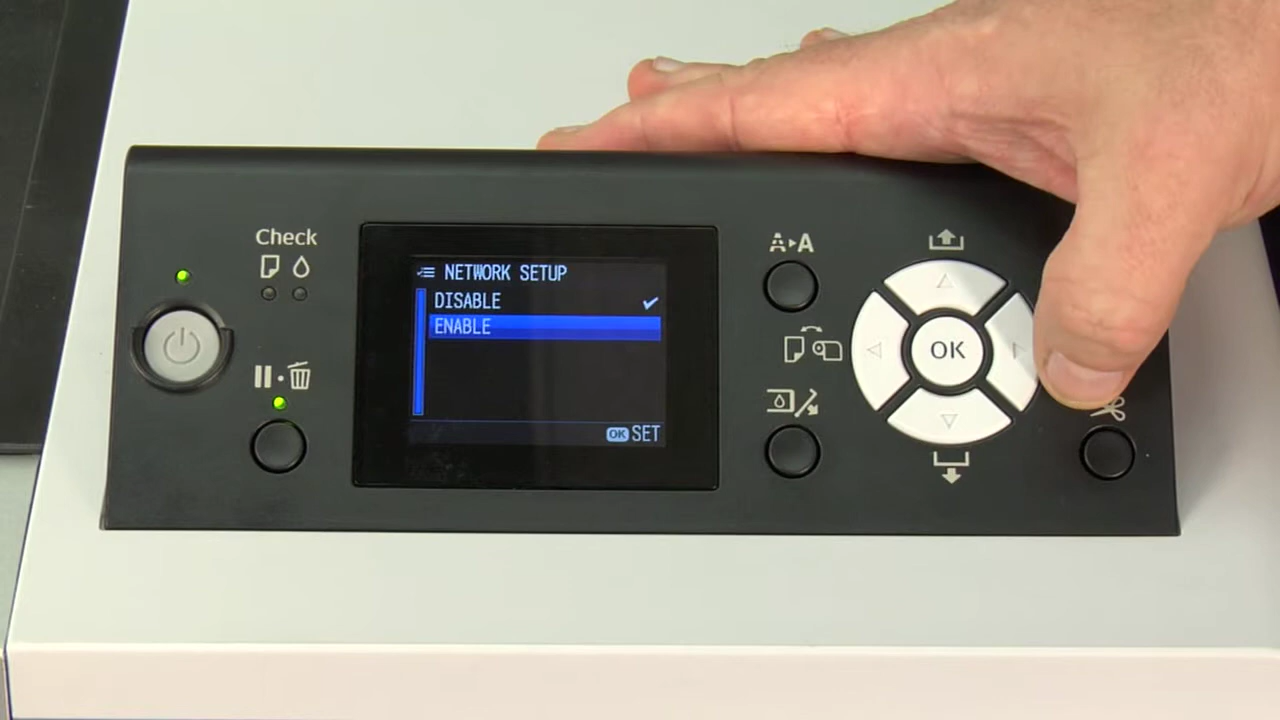 Check
NETWORK SETUP
DISABLE
ENABLE
OK SET
A▸A
OK